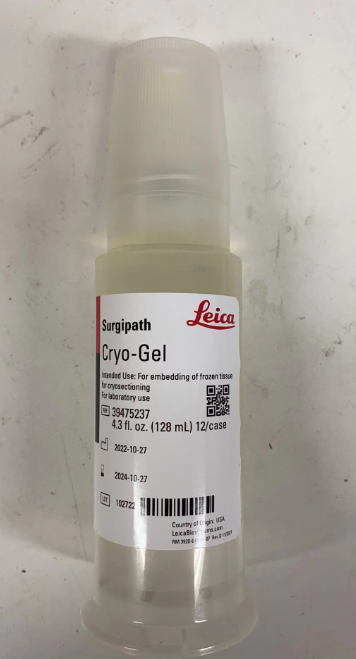 Leica
Surgipath
Cryo-Gel
Intended Use: For embedding of frozen tissue
for cryosectioning
For laboratory use
REF 39475237
4.3 fl. oz. (128 mL) 12/case
2022-10-27
2024-10-27
LOT 102722
Country of Origin: USA